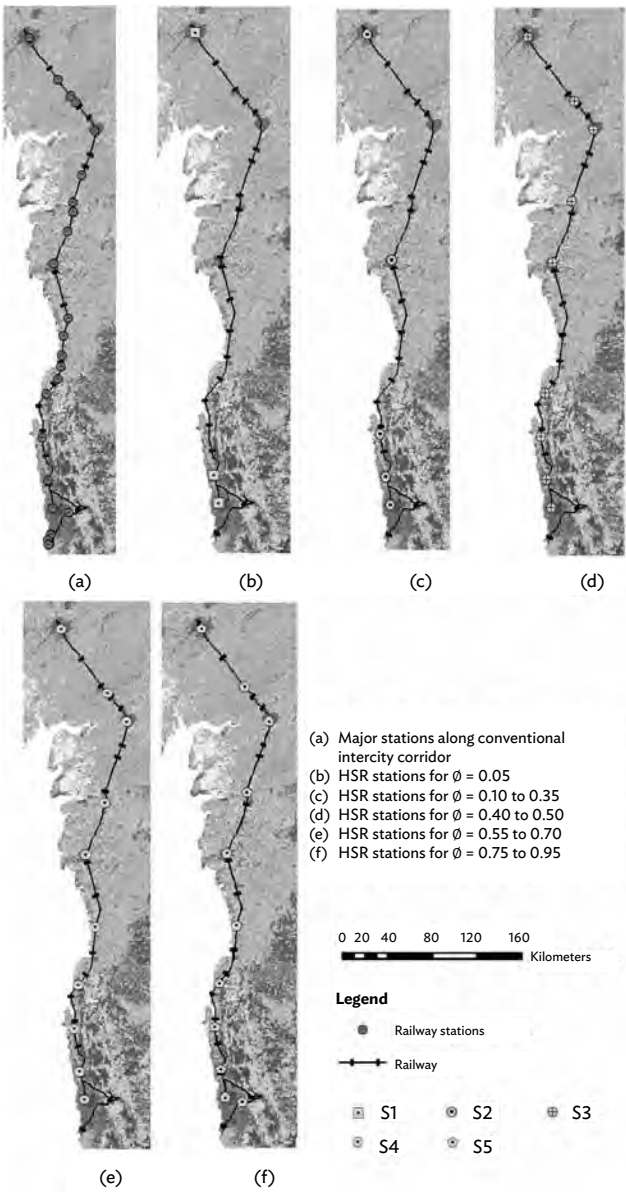 (a)
(b)
(c)
(d)
(e)
(f)
(a) Major stations along conventional
intercity corridor
(b) HSR stations for ∅ = 0.05
(c) HSR stations for ∅ = 0.10 to 0.35
(d) HSR stations for ∅ = 0.40 to 0.50
(e) HSR stations for ∅ = 0.55 to 0.70
(f) HSR stations for ∅ = 0.75 to 0.95
0 20 40 80 120 160
Kilometers
Legend
Railway stations
Railway
S1 S2 S3
S4 S5